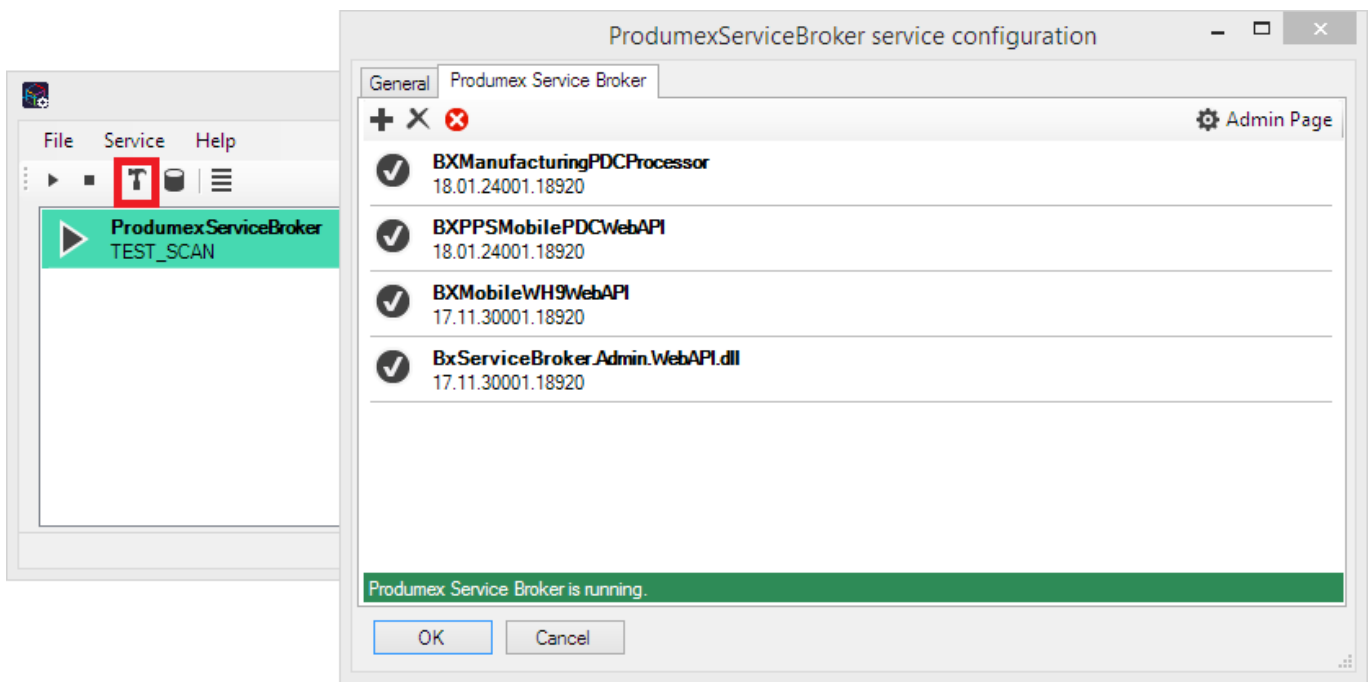 File Service Help
ProdumexServiceBroker
TEST_SCAN
ProdumexServiceBroker service configuration
General Produmex Service Broker
Admin Page
BXManufacturingPDCProcessor
18.01.24001.18920
BXPPSMobilePDCWebAPI
18.01.24001.18920
BXMobileWH9WebAPI
17.11.30001.18920
BxServiceBroker.Admin.WebAPI.dll
17.11.30001.18920
Produmex Service Broker is running.
OK Cancel